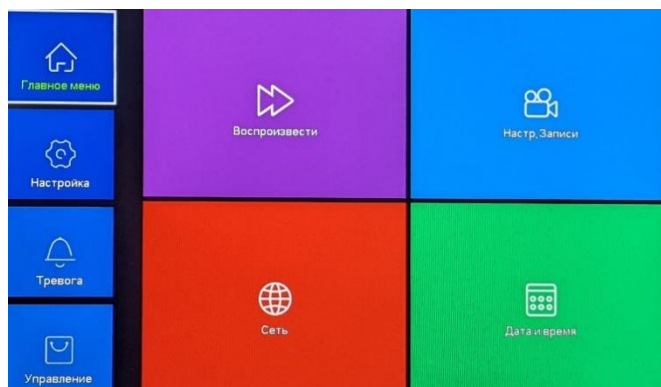 Главное меню
Настройка
Тревога
Управление
Воспроизвести
Настр,Записи
Сеть
Дата и время